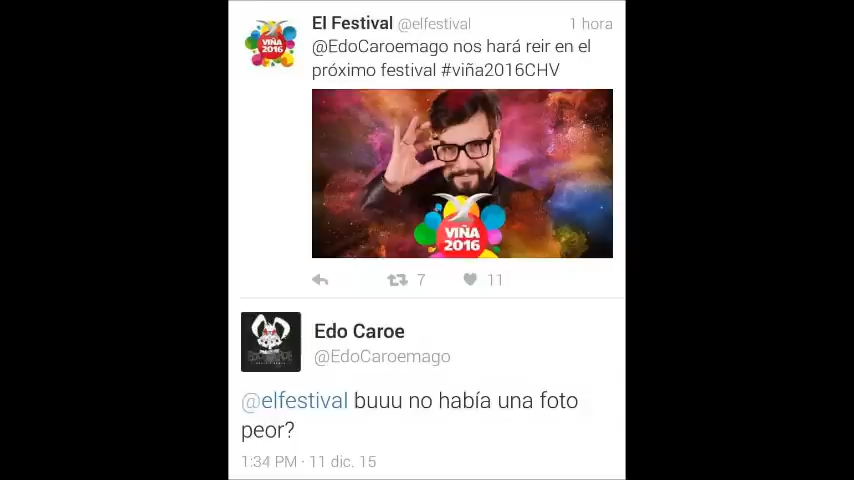 El Festival @elfestival 1 hora
@EdoCaroemago nos hará reir en el
próximo festival #viña2016CHV
VIÑA
2016
VIÑA
2016
7 11
Edo Caroe
@EdoCaroemago
@elfestival buuu no había una foto
peor?
1:34 PM · 11 dic. 15